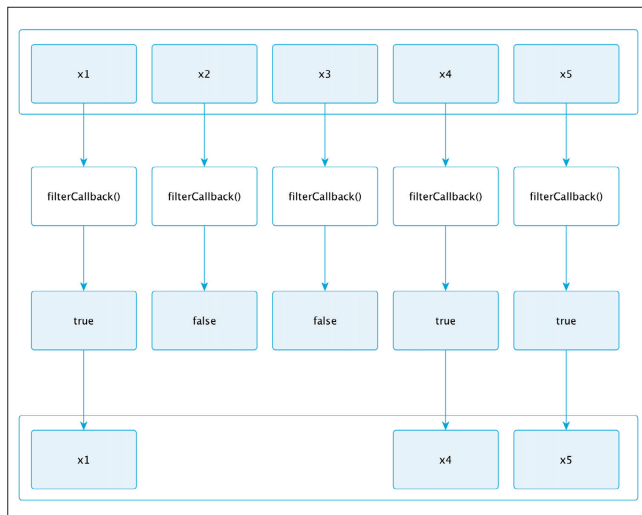 x1
x2
x3
x4
x5
filterCallback()
filterCallback()
filterCallback()
filterCallback()
filterCallback()
true
false
false
true
true
x1
x4
x5